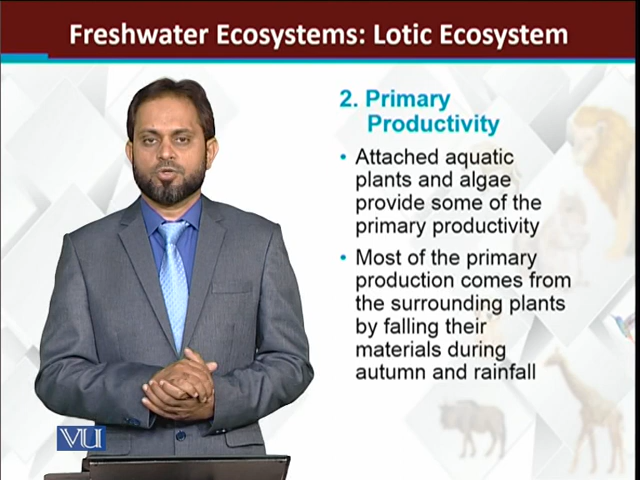 Freshwater Ecosystems: Lotic Ecosystem
2. Primary
Productivity
• Attached aquatic
plants and algae
provide some of the
primary productivity
• Most of the primary
production comes from
the surrounding plants
by falling their
materials during
autumn and rainfall
VU